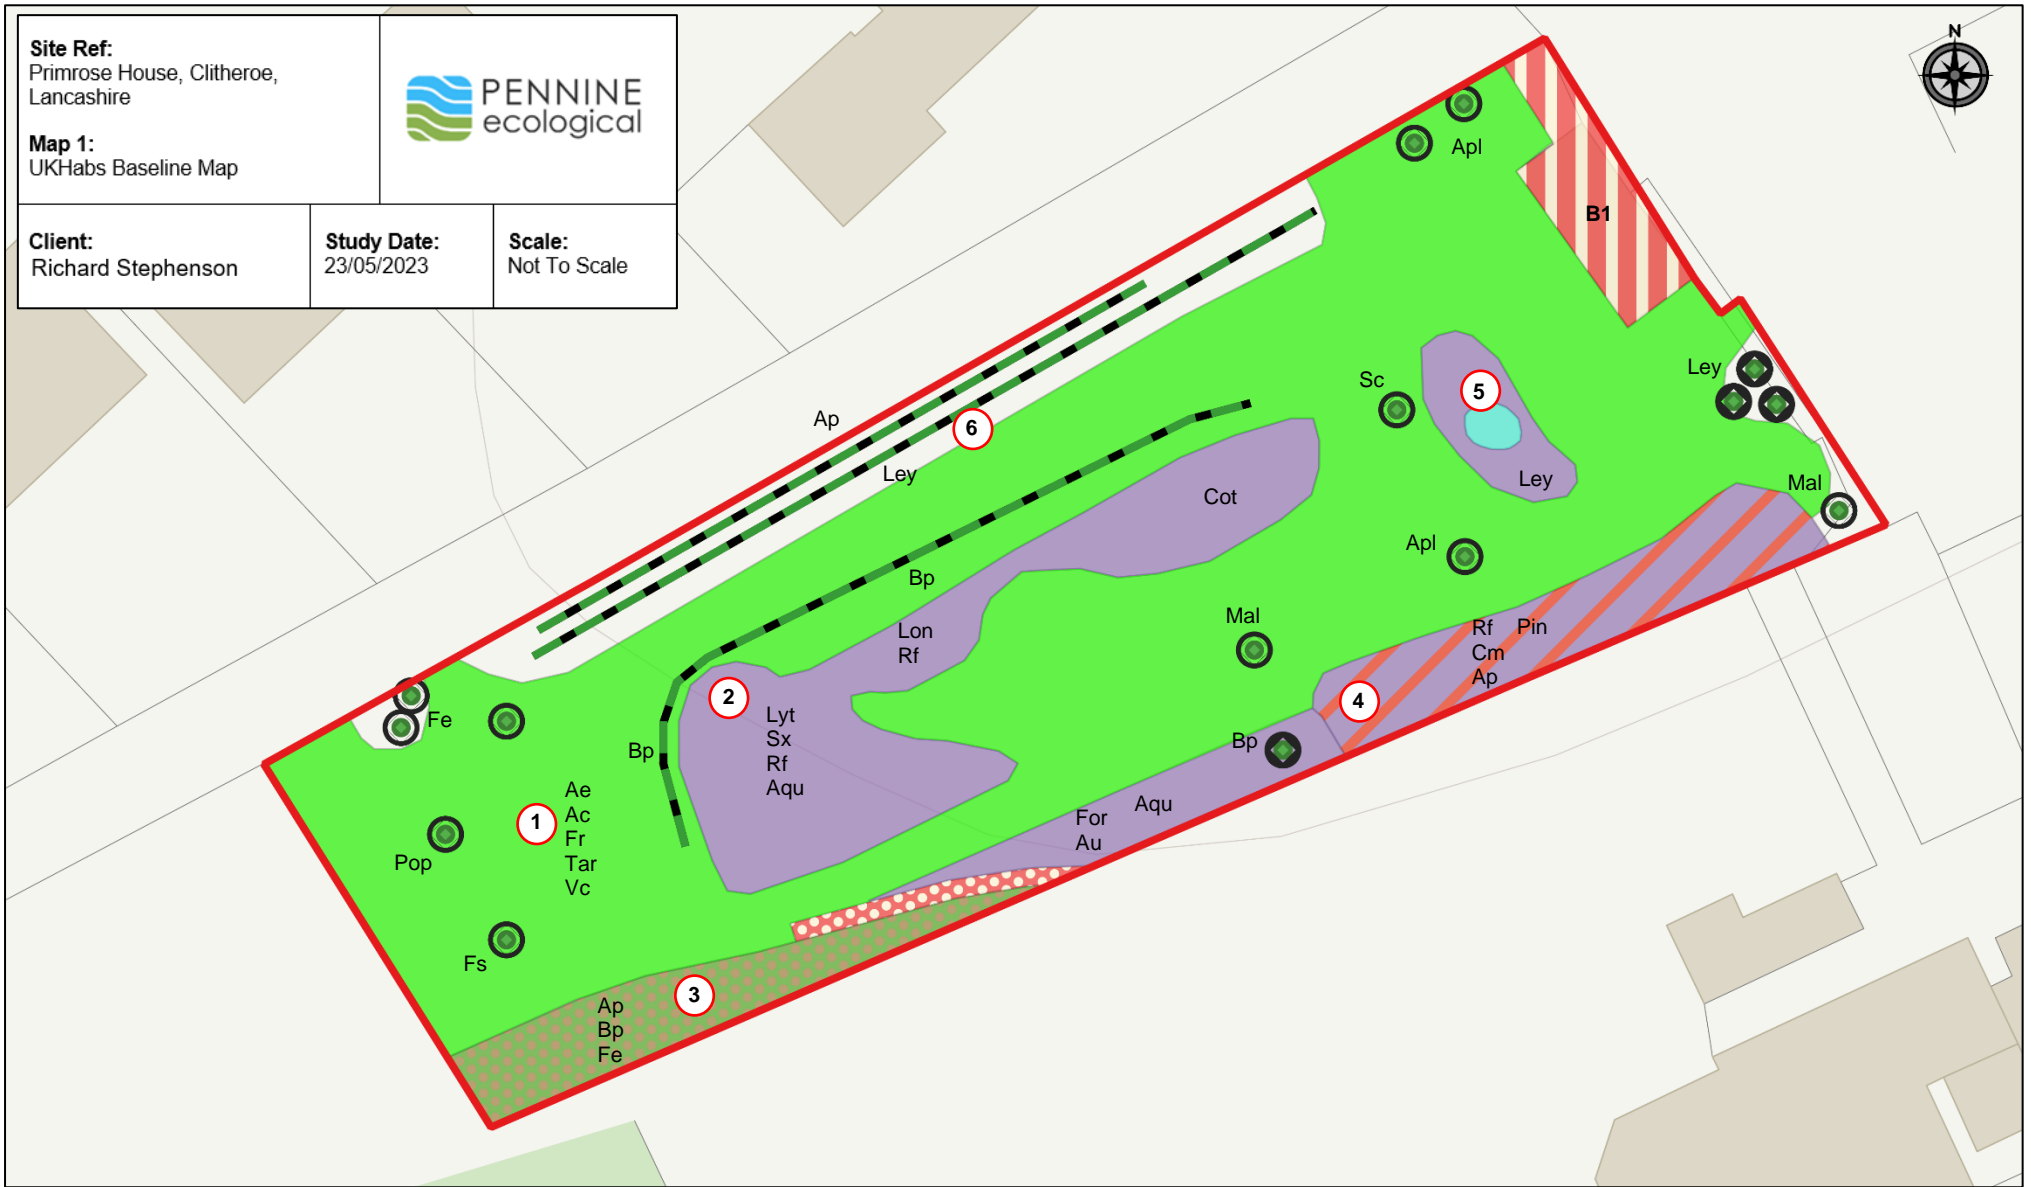 Site Ref:
Primrose House, Clitheroe,
Lancashire
Map 1:
UKHabs Baseline Map
PENNINE
ecological
Client:
Richard Stephenson
Study Date:
23/05/2023
Scale:
Not To Scale
N
Apl
B1
Ap
6
Ley
Sc
5
Ley
Ley
Mal
Cot
Bp
Apl
Lon
Rf
Mal
Rf
Cm
Ap
Pin
4
2
Lyt
Sx
Rf
Aqu
Bp
Fe
Bp
Aqu
For
Au
1
Ae
Ac
Fr
Tar
Vc
Pop
Fs
3
Ap
Bp
Fe